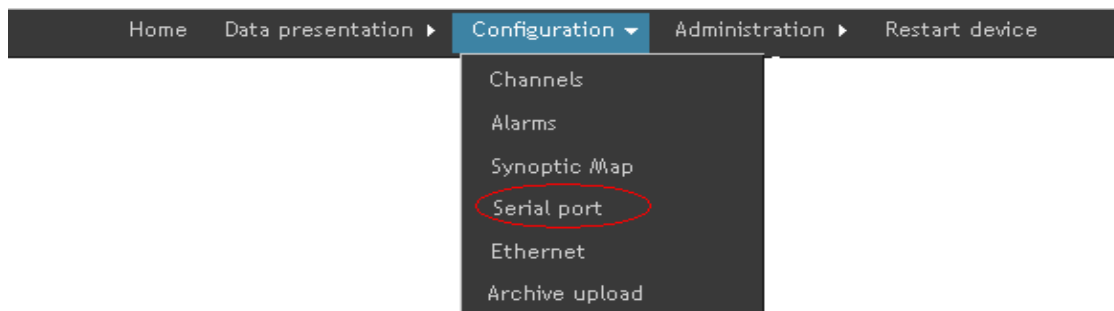 Home Data presentation Configuration Administration Restart device
Channels
Alarms
Synoptic Map
Serial port
Ethernet
Archive upload